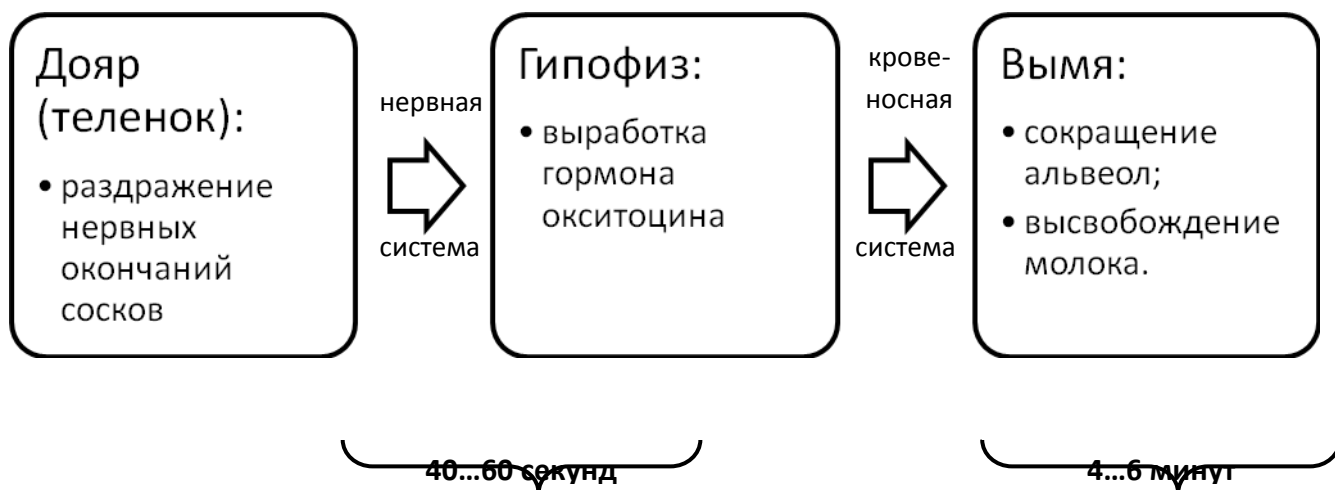 Дояр
(теленок):
• раздражение
нервных
окончаний
сосков
нервная
система
Гипофиз:
• выработка
гормона
окситоцина
крове-
носная
система
Вымя:
• сокращение
альвеол;
• высвобождение
молока.
40...60 секунд
4...6 минут